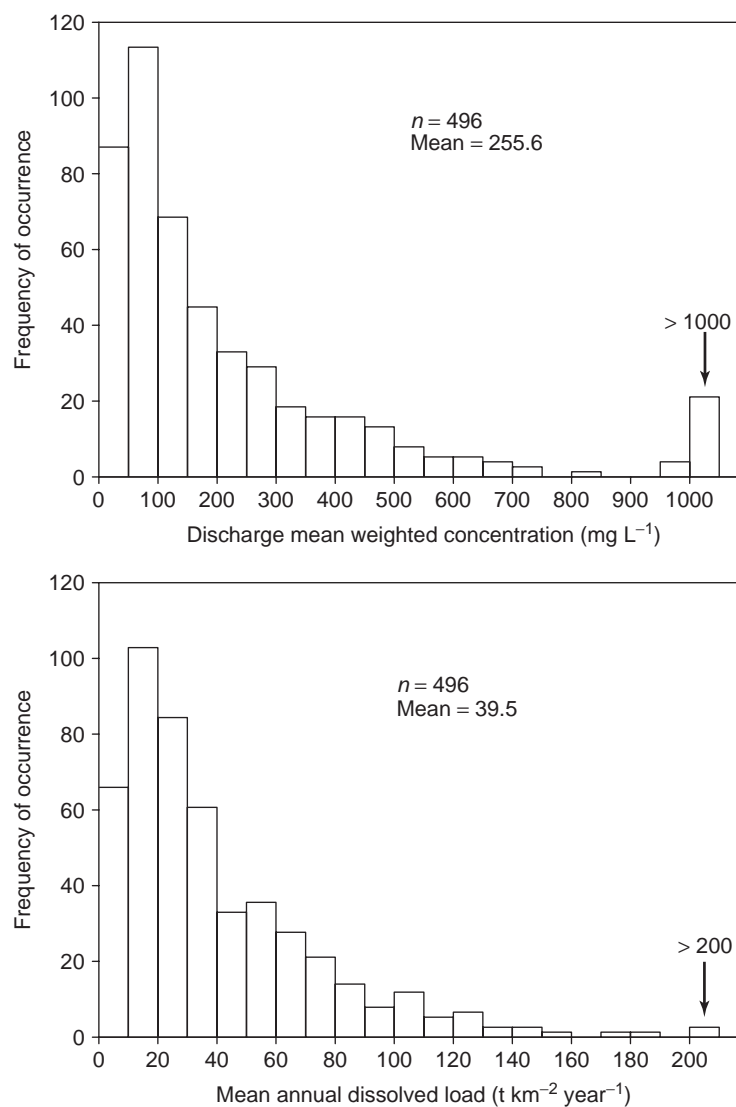 120
100
80
60
40
20
0
Frequency of occurrence
n = 496
Mean = 255.6
> 1000
0 100 200 300 400 500 600 700 800 900 1000
Discharge mean weighted concentration (mg L⁻¹)
120
100
80
60
40
20
0
Frequency of occurrence
n = 496
Mean = 39.5
> 200
0 20 40 60 80 100 120 140 160 180 200
Mean annual dissolved load (t km⁻² year⁻¹)